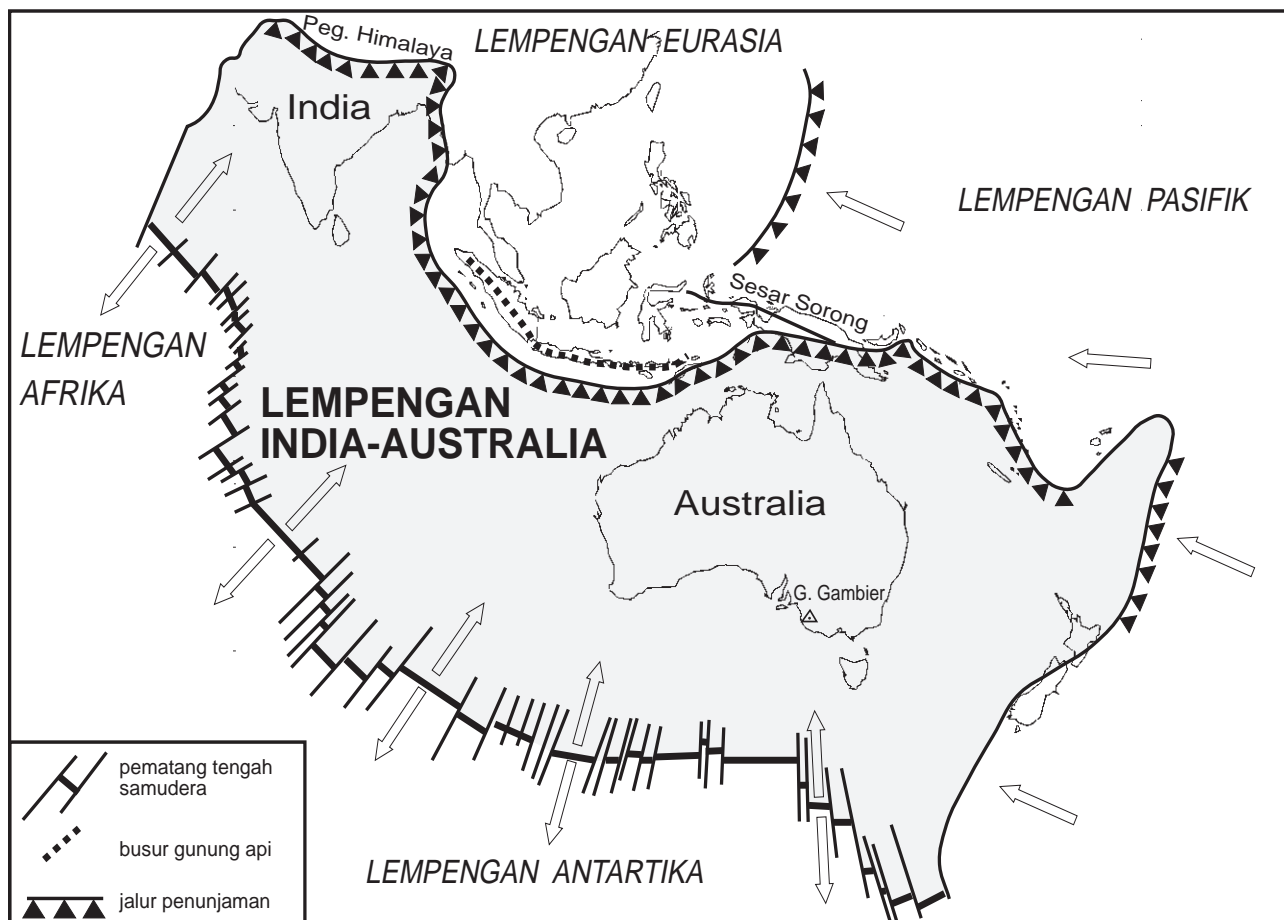 Peg. Himalaya
LEMPENGAN EURASIA
India
LEMPENGAN PASIFIK
Sesar Sorong
LEMPENGAN
AFRIKA
LEMPENGAN
INDIA-AUSTRALIA
Australia
G. Gambier
pematang tengah
samudera
busur gunung api
jalur penunjaman
LEMPENGAN ANTARTIKA